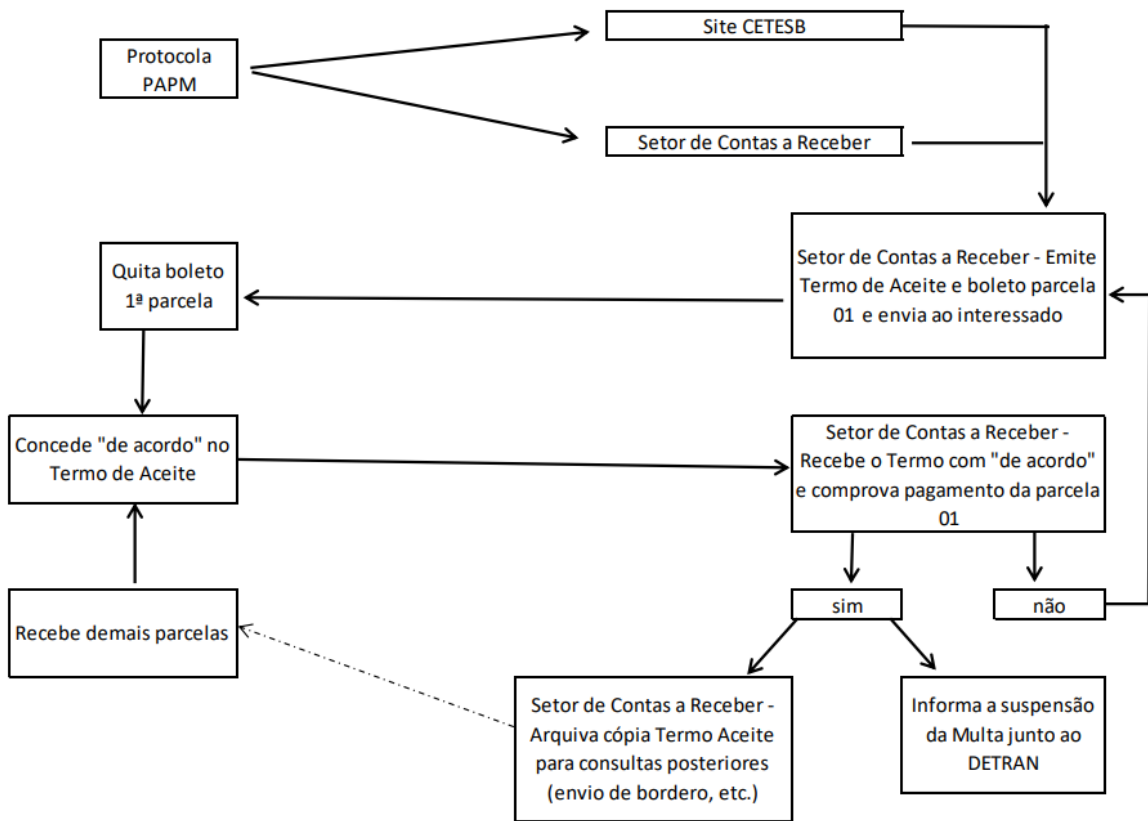 Site CETESB
Protocola
PAPM
Setor de Contas a Receber
Setor de Contas a Receber - Emite
Termo de Aceite e boleto parcela
01 e envia ao interessado
Quita boleto
1ª parcela
Concede "de acordo" no
Termo de Aceite
Setor de Contas a Receber -
Recebe o Termo com "de acordo"
e comprova pagamento da parcela
01
sim
não
Recebe demais parcelas
Setor de Contas a Receber -
Arquiva cópia Termo Aceite
para consultas posteriores
(envio de bordero, etc.)
Informa a suspensão
da Multa junto ao
DETRAN